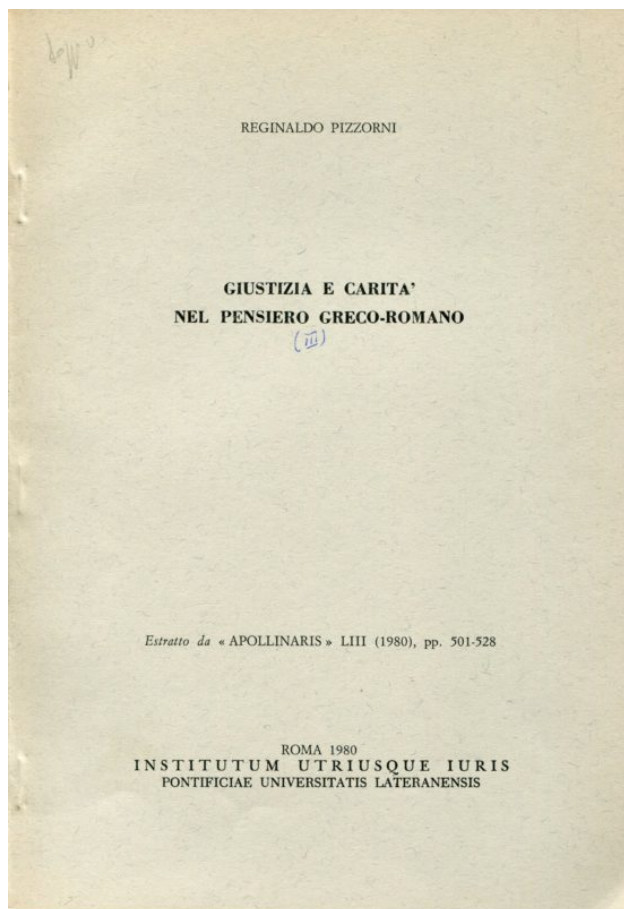 REGINALDO PIZZORNI
GIUSTIZIA E CARITA'
NEL PENSIERO GRECO-ROMANO
(III)
Estratto da « APOLLINARIS » LIII (1980), pp. 501-528
ROMA 1980
INSTITUTUM UTRIUSQUE IURIS
PONTIFICIAE UNIVERSITATIS LATERANENSIS